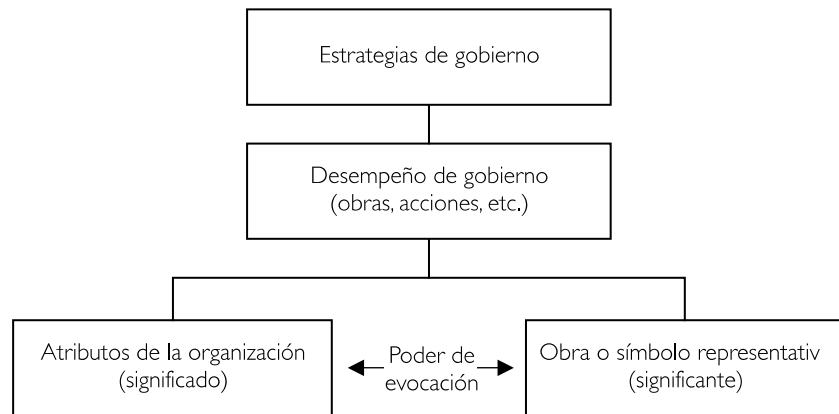 Estrategias de gobierno
Desempeño de gobierno
(obras, acciones, etc.)
Atributos de la organización
(significado)
Poder de
evocación
Obra o símbolo representativ
(significante)